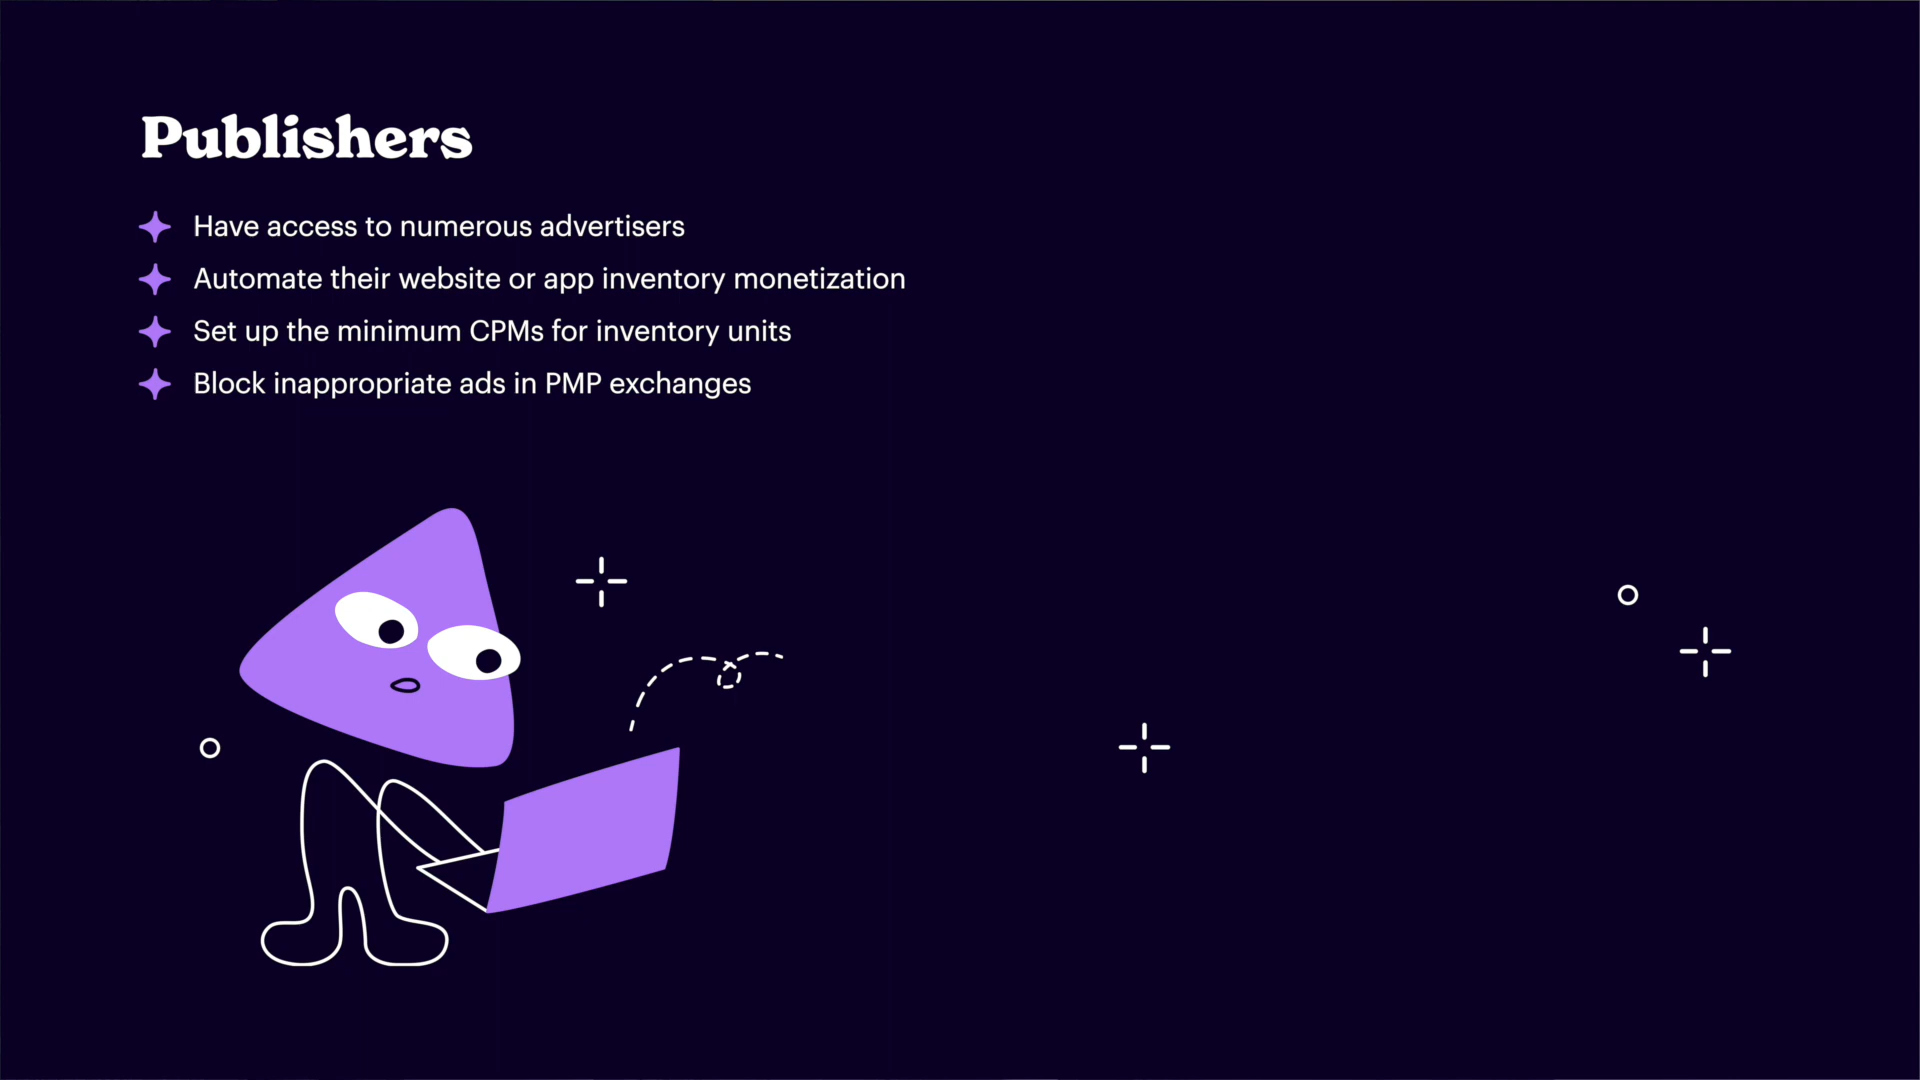 Publishers
Have access to numerous advertisers
Automate their website or app inventory monetization
Set up the minimum CPMs for inventory units
Block inappropriate ads in PMP exchanges